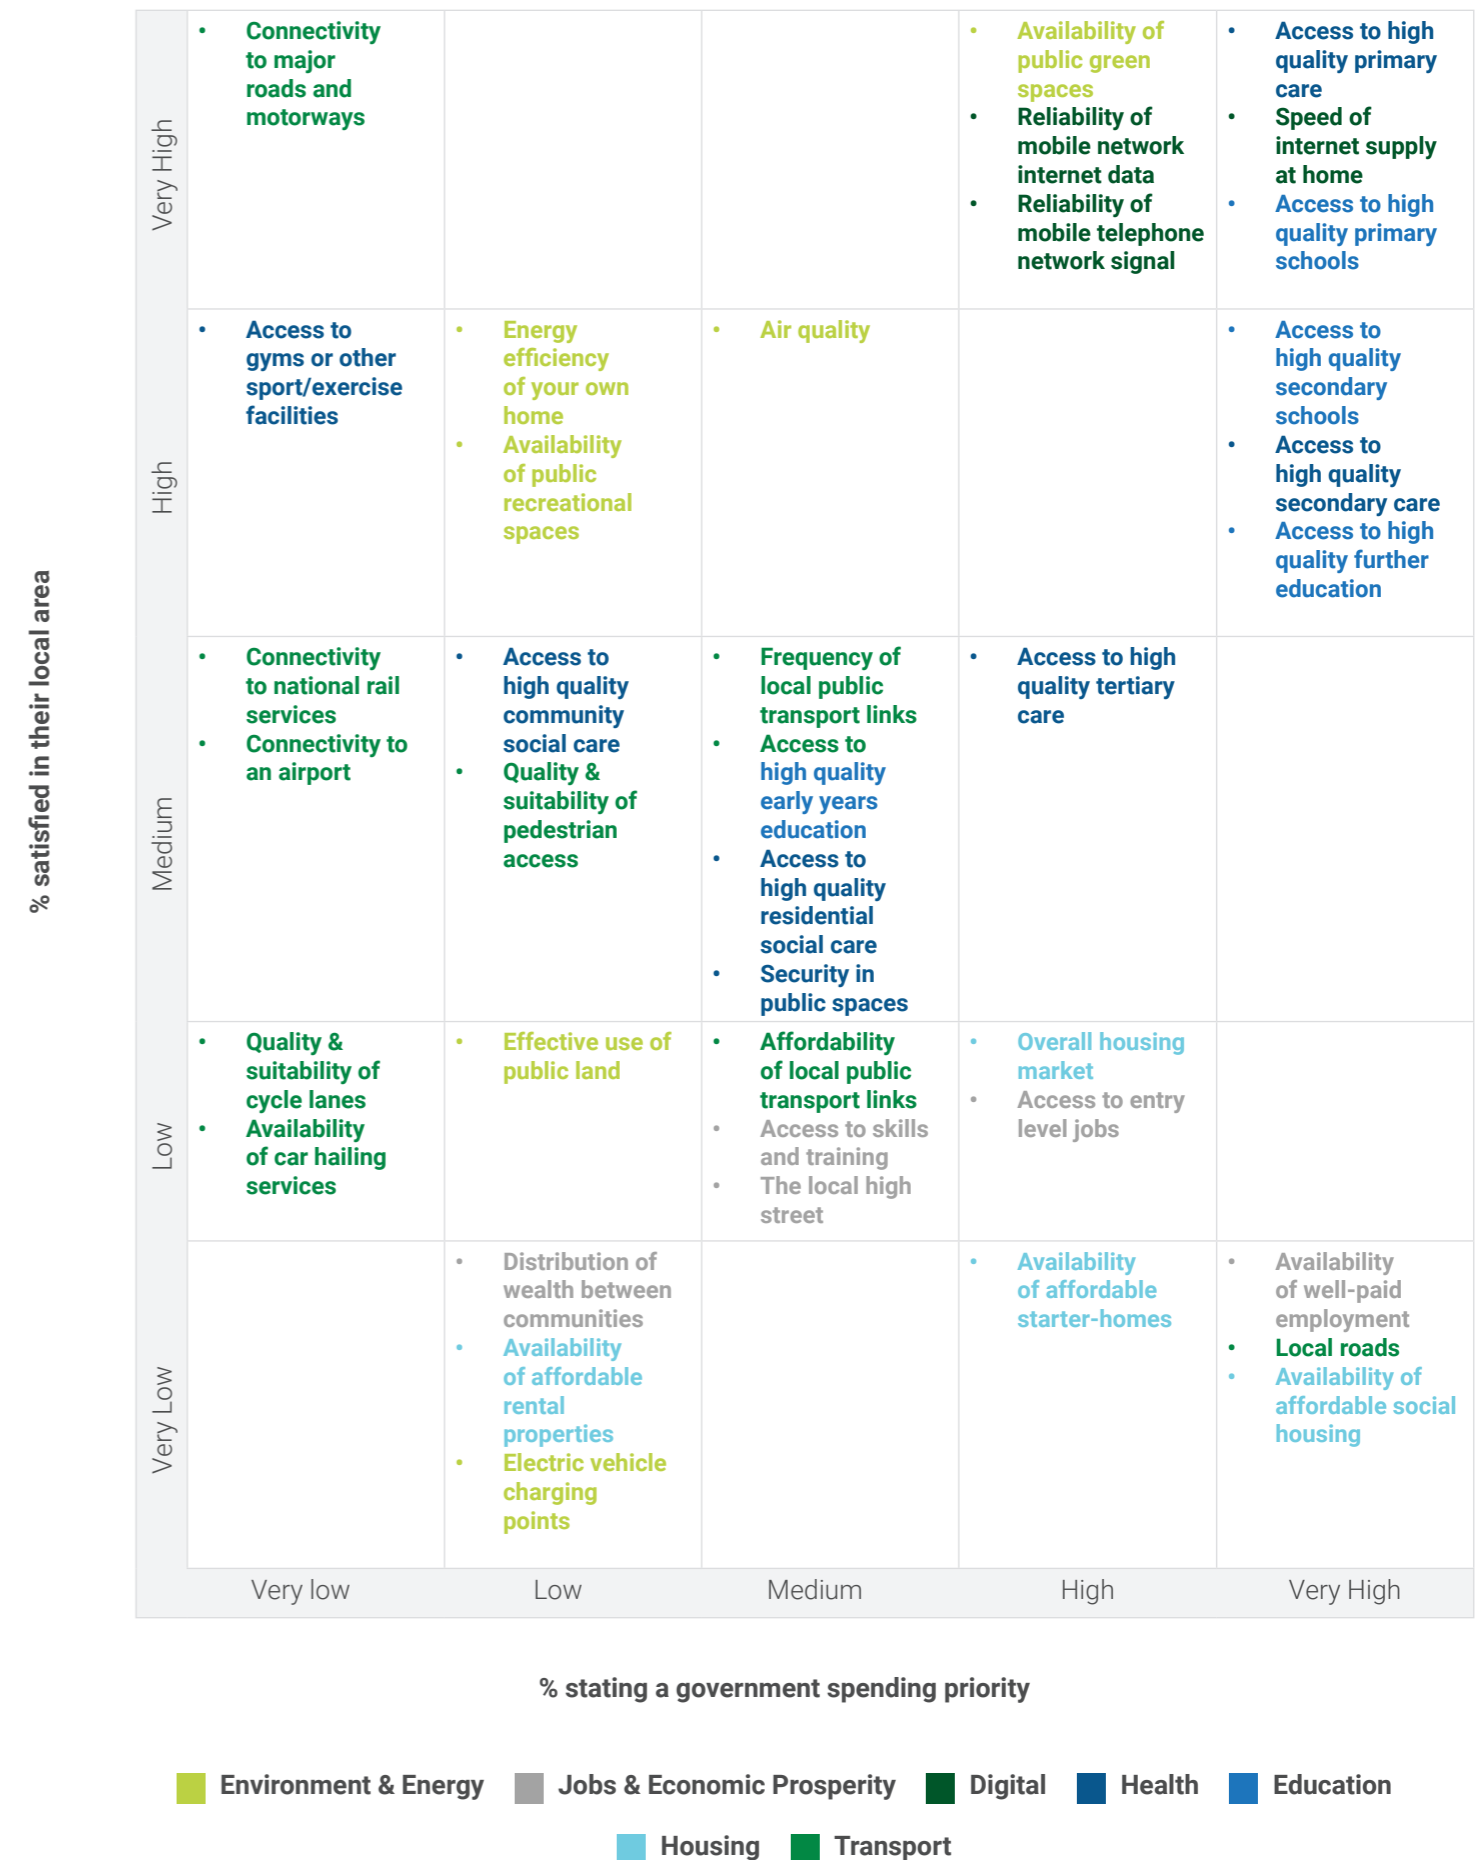 % satisfied in their local area
Very High
• Connectivity
to major
roads and
motorways
• Availability of
public green
spaces
• Reliability of
mobile network
internet data
• Reliability of
mobile telephone
network signal
• Access to high
quality primary
care
• Speed of
internet supply
at home
• Access to high
quality primary
schools
High
• Access to
gyms or other
sport/exercise
facilities
• Energy
efficiency
of your own
home
• Availability
of public
recreational
spaces
• Air quality
• Access to
high quality
secondary
schools
• Access to
high quality
secondary care
• Access to high
quality further
education
Medium
• Connectivity
to national rail
services
• Connectivity to
an airport
• Access to
high quality
community
social care
• Quality &
suitability of
pedestrian
access
• Frequency of
local public
transport links
• Access to
high quality
early years
education
• Access to
high quality
residential
social care
• Security in
public spaces
• Access to high
quality tertiary
care
Low
• Quality &
suitability of
cycle lanes
• Availability
of car hailing
services
• Effective use of
public land
• Affordability
of local public
transport links
• Access to skills
and training
• The local high
street
• Overall housing
market
• Access to entry
level jobs
Very Low
• Distribution of
wealth between
communities
• Availability
of affordable
rental
properties
• Electric vehicle
charging
points
• Availability
of affordable
starter-homes
• Availability
of well-paid
employment
• Local roads
• Availability of
affordable social
housing
Very low Low Medium High Very High
% stating a government spending priority
Environment & Energy Jobs & Economic Prosperity Digital Health Education
Housing Transport